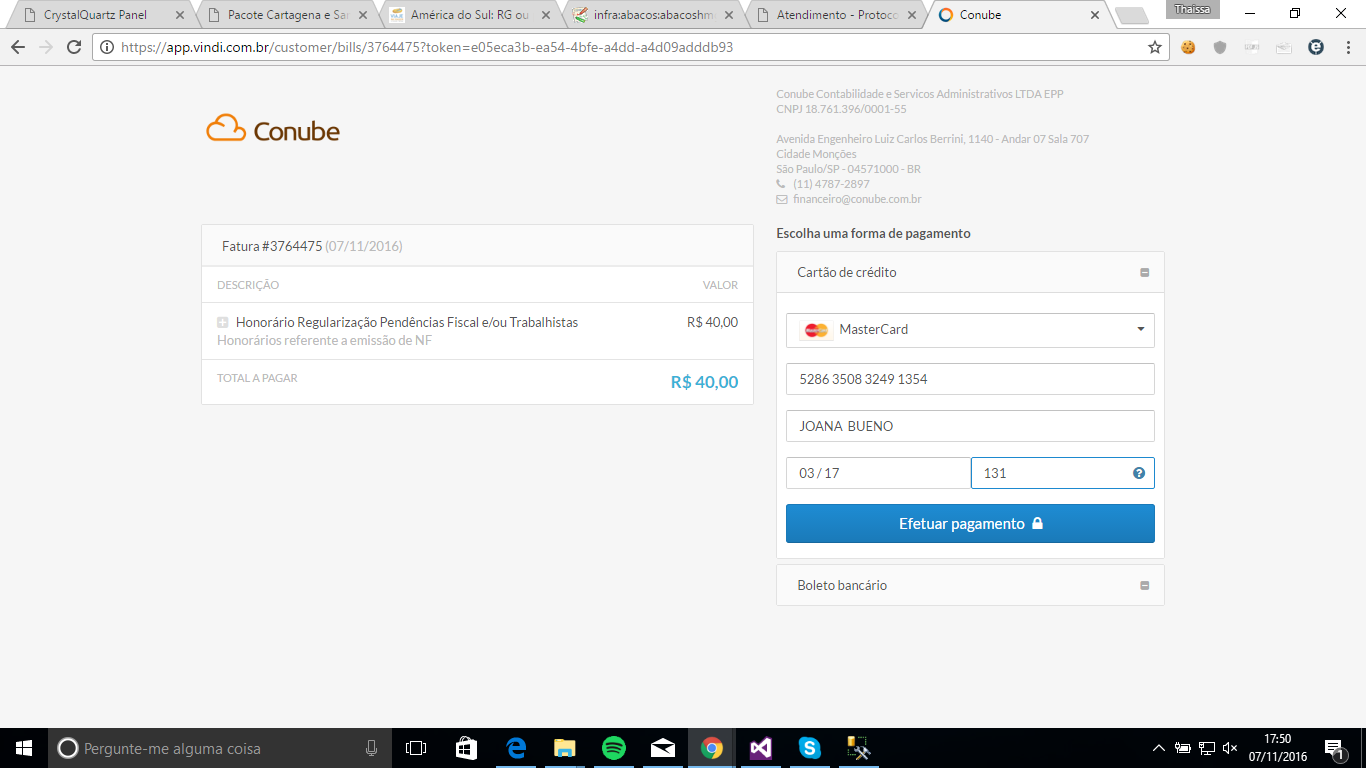 CrystalQuartz Panel
Pacote Cartagena e Sa
América do Sul: RG ou
infra:abacos:abacoshm
Atendimento - Protoco
Conube
Thaissa
https://app.vindi.com.br/customer/bills/3764475?token=e05eca3b-ea54-4bfe-a4dd-a4d09adddb93
Conube
Conube Contabilidade e Servicos Administrativos LTDA EPP
CNPJ 18.761.396/0001-55
Avenida Engenheiro Luiz Carlos Berrini, 1140 - Andar 07 Sala 707
Cidade Monções
São Paulo/SP - 04571000 - BR
(11) 4787-2897
financeiro@conube.com.br
Fatura #3764475 (07/11/2016)
DESCRIÇÃO VALOR
Honorário Regularização Pendências Fiscal e/ou Trabalhistas R$ 40,00
Honorários referente a emissão de NF
TOTAL A PAGAR R$ 40,00
Escolha uma forma de pagamento
Cartão de crédito
MasterCard
5286 3508 3249 1354
JOANA BUENO
03 / 17 131
Efetuar pagamento
Boleto bancário
Pergunte-me alguma coisa
17:50
07/11/2016
1